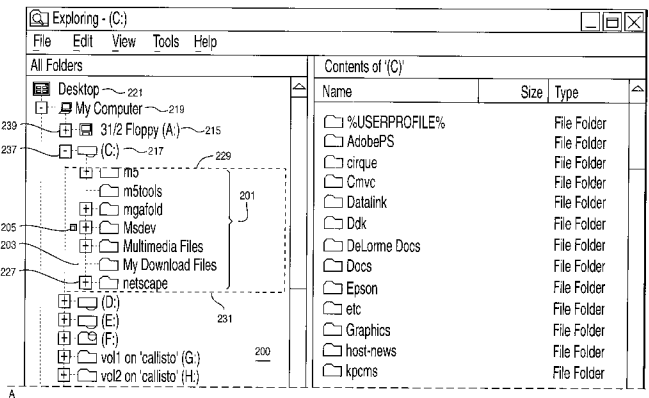 Exploring - (C:)
File Edit View Tools Help
All Folders
Contents of '(C)'
Desktop 221
Name Size Type
My Computer 219
239 31/2 Floppy (A:) 215
237 (C:) 217
229
m5
m5tools
201
mgafold
205 Msdev
Multimedia Files
203 My Download Files
227 netscape
231
(D:)
(E:)
(F:)
vol1 on 'callisto' (G:)
200
vol2 on 'callisto' (H:)
%USERPROFILE% File Folder
AdobePS File Folder
cirque File Folder
Cmvc File Folder
Datalink File Folder
Ddk File Folder
DeLorme Docs File Folder
Docs File Folder
Epson File Folder
etc File Folder
Graphics File Folder
host-news File Folder
kpcms File Folder
A